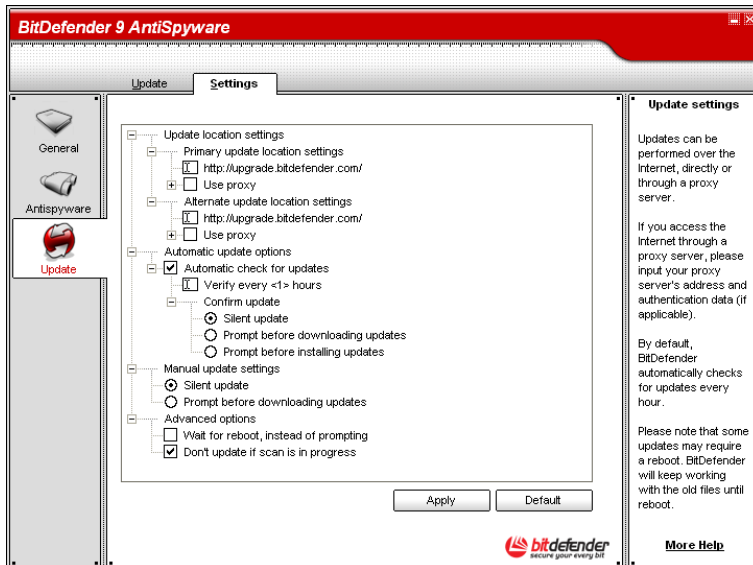 BitDefender 9 AntiSpyware
Update
Settings
General
Antispyware
Update
Update location settings
Primary update location settings
http://upgrade.bitdefender.com/
Use proxy
Alternate update location settings
http://upgrade.bitdefender.com/
Use proxy
Automatic update options
Automatic check for updates
Verify every <1> hours
Confirm update
Silent update
Prompt before downloading updates
Prompt before installing updates
Manual update settings
Silent update
Prompt before downloading updates
Advanced options
Wait for reboot, instead of prompting
Don't update if scan is in progress
Apply
Default
bitdefender
secure your every bit
Update settings
Updates can be
performed over the
Internet, directly or
through a proxy
server.
If you access the
Internet through a
proxy server, please
input your proxy
server's address and
authentication data (if
applicable).
By default,
BitDefender
automatically checks
for updates every
hour.
Please note that some
updates may require
a reboot. BitDefender
will keep working
with the old files until
reboot.
More Help